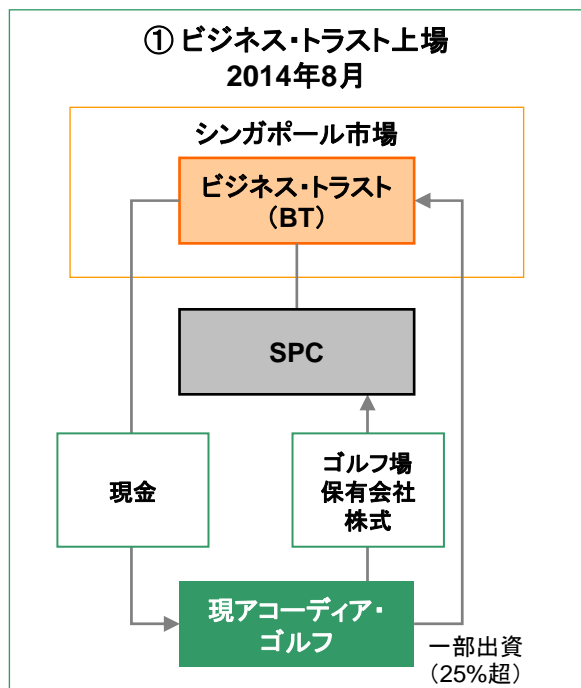 ① ビジネス・トラスト上場
2014年8月
シンガポール市場
ビジネス・トラスト
（BT）
SPC
現金
ゴルフ場
保有会社
株式
現アコーディア・
ゴルフ
一部出資
（25%超）